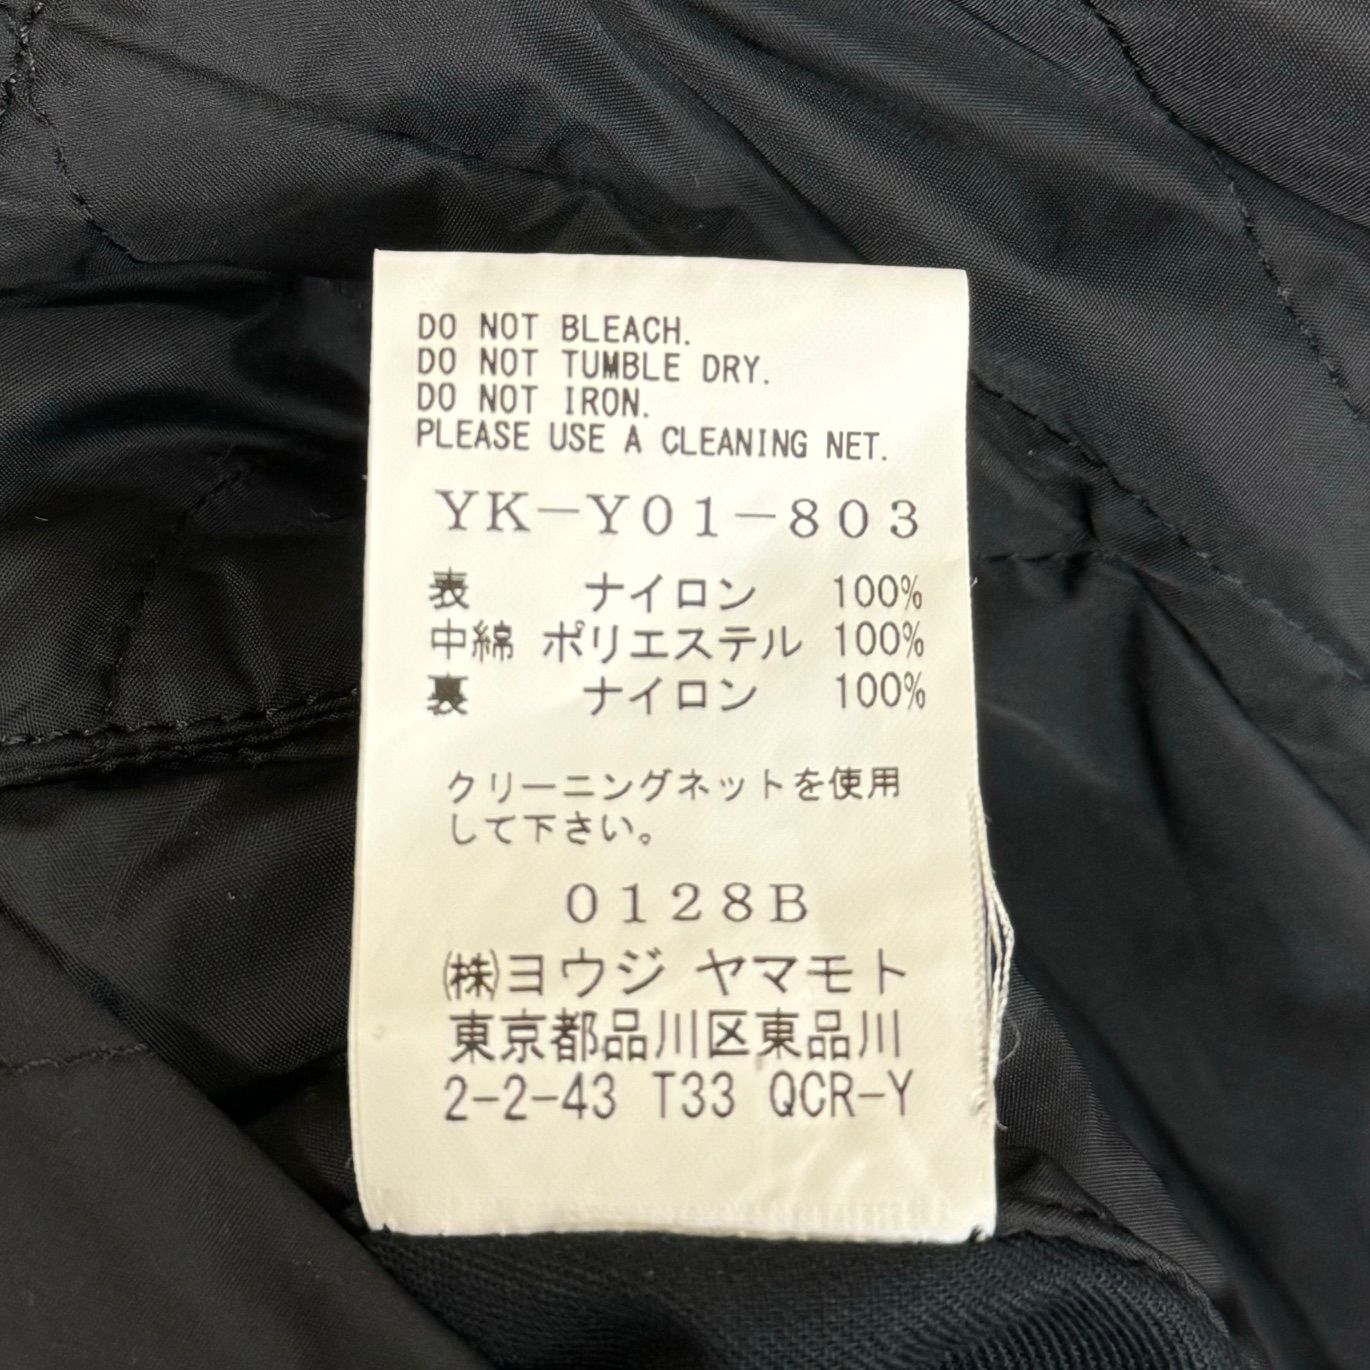 DO NOT BLEACH.
DO NOT TUMBLE DRY.
DO NOT IRON.
PLEASE USE A CLEANING NET.
YK-Y01-803
表 ナイロン 100%
中綿 ポリエステル 100%
裏 ナイロン 100%
クリーニングネットを使用
して下さい。
0128B
㈱ヨウジ ヤマモト
東京都品川区東品川
2-2-43 T33 QCR-Y